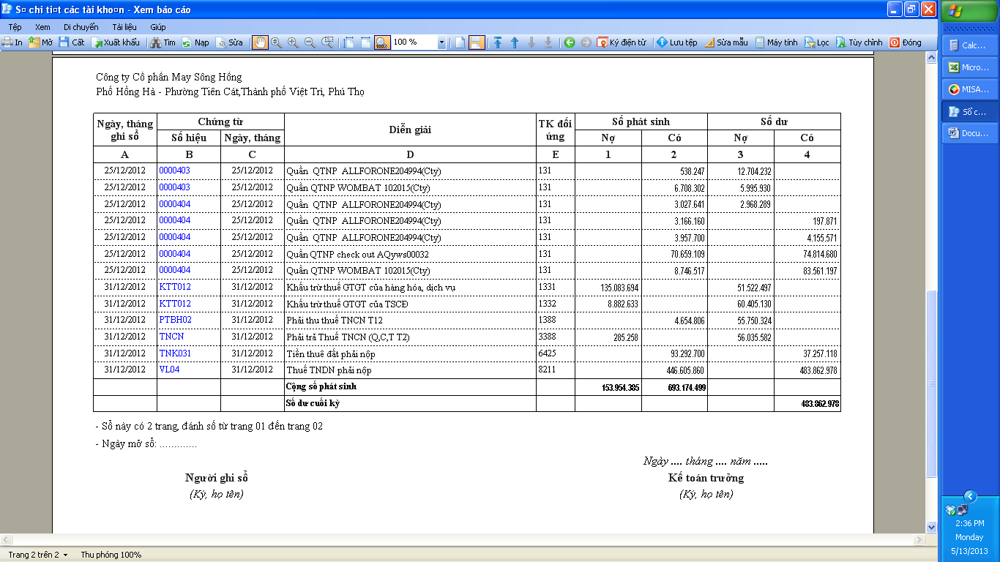 Sổ chi tiết các tài khoản - Xem báo cáo
Tệp Xem Di chuyển Tài liệu Giúp
In Mở Cất Xuất khẩu Tìm Nạp Sửa 100% 100 % Ký điện tử Lưu tệp Sửa mẫu Máy tính Lọc Tùy chỉnh Đóng
Công ty Cổ phần May Sông Hồng
Phố Hồng Hà - Phường Tiên Cát,Thành phố Việt Trì, Phú Thọ
Ngày, tháng ghi sổ Chứng từ Diễn giải TK đối ứng Số phát sinh Số dư
Số hiệu Ngày, tháng Nợ Có Nợ Có
A B C D E 1 2 3 4
25/12/2012 0000403 25/12/2012 Quần QTNP ALLFORONE204994(Cty) 131 538.247 12.704.232
25/12/2012 0000403 25/12/2012 Quần QTNP WOMBAT 102015(Cty) 131 6.708.302 5.995.930
25/12/2012 0000404 25/12/2012 Quần QTNP ALLFORONE204994(Cty) 131 3.027.641 2.968.289
25/12/2012 0000404 25/12/2012 Quần QTNP ALLFORONE204994(Cty) 131 3.166.160 197.871
25/12/2012 0000404 25/12/2012 Quần QTNP ALLFORONE204994(Cty) 131 3.957.700 4.155.571
25/12/2012 0000404 25/12/2012 Quần QTNP check out AQyws00032 131 70.659.109 74.814.680
25/12/2012 0000404 25/12/2012 Quần QTNP WOMBAT 102015(Cty) 131 8.746.517 83.561.197
31/12/2012 KTT012 31/12/2012 Khấu trừ thuế GTGT của hàng hóa, dịch vụ 1331 135.083.694 51.522.497
31/12/2012 KTT012 31/12/2012 Khấu trừ thuế GTGT của TSCĐ 1332 8.882.633 60.405.130
31/12/2012 PTBH02 31/12/2012 Phải thu thuế TNCN T12 1388 4.654.806 55.750.324
31/12/2012 TNCN 31/12/2012 Phải trả Thuế TNCN (Q,C,T T2) 3388 285.258 56.035.582
31/12/2012 TNK031 31/12/2012 Tiền thuê đất phải nộp 6425 93.292.700 37.257.118
31/12/2012 VL04 31/12/2012 Thuế TNDN phải nộp 8211 446.605.860 483.862.978
Cộng số phát sinh 153.954.385 693.174.499
Số dư cuối kỳ 483.862.978
- Sổ này có 2 trang, đánh số từ trang 01 đến trang 02
- Ngày mở sổ: .............
Ngày .... tháng .... năm .....
Người ghi sổ Kế toán trưởng
(Ký, họ tên) (Ký, họ tên)
Trang 2 trên 2 Thu phóng 100%
Calc...
Micro...
MISA...
Sổ c...
Docu...
2:36 PM
Monday
5/13/2013